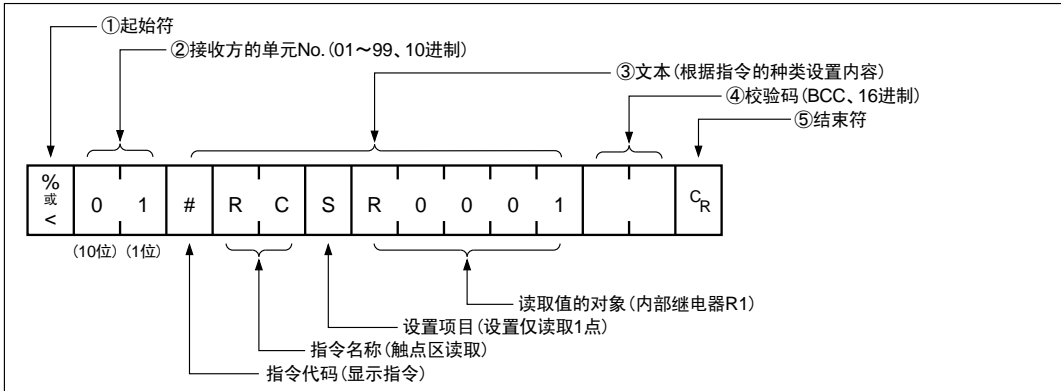 ①起始符
②接收方的单元No.(01～99、10进制)
③文本(根据指令的种类设置内容)
④校验码(BCC、16进制)
⑤结束符
%或< 0 1 # R C S R 0 0 0 1 CR
(10位) (1位)
读取值的对象(内部继电器R1)
设置项目(设置仅读取1点)
指令名称(触点区读取)
指令代码(显示指令)